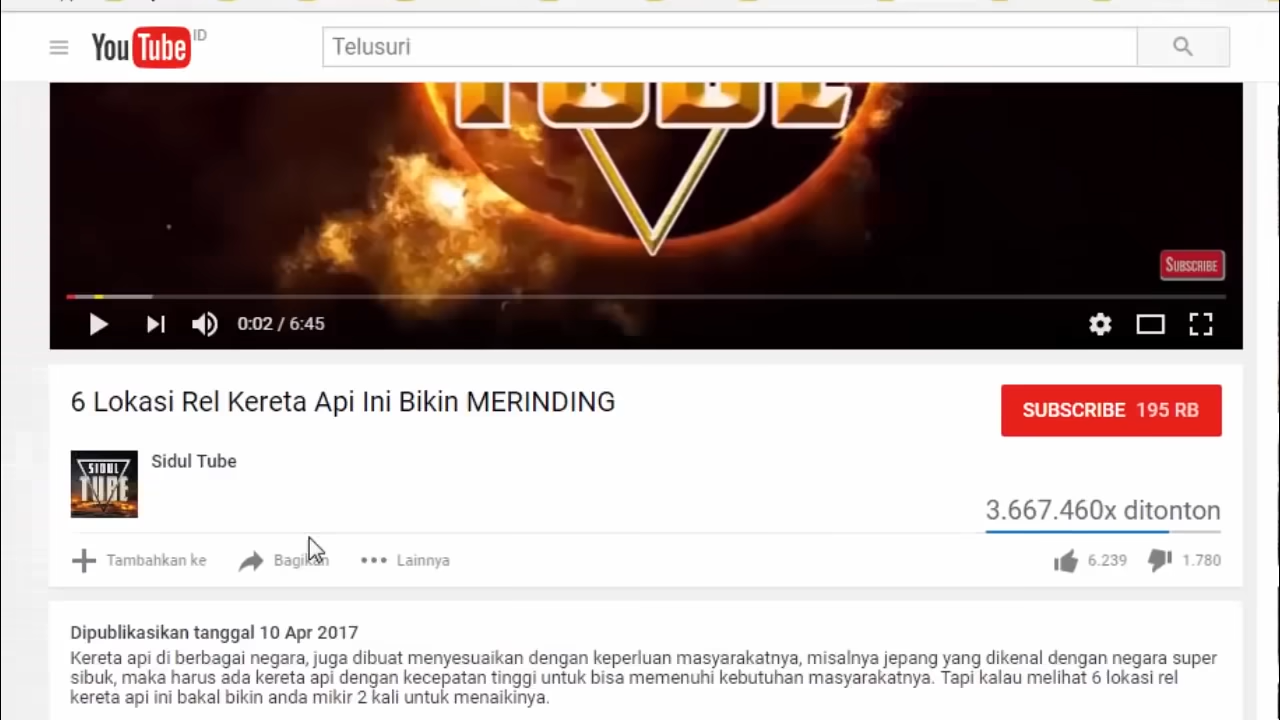 YouTube ID
Telusuri
TUBE
SUBSCRIBE
0:02 / 6:45
6 Lokasi Rel Kereta Api Ini Bikin MERINDING
SUBSCRIBE 195 RB
SIDUL
TUBE
Sidul Tube
3.667.460x ditonton
Tambahkan ke
Bagikan
Lainnya
6.239
1.780
Dipublikasikan tanggal 10 Apr 2017
Kereta api di berbagai negara, juga dibuat menyesuaikan dengan keperluan masyarakatnya, misalnya jepang yang dikenal dengan negara super
sibuk, maka harus ada kereta api dengan kecepatan tinggi untuk bisa memenuhi kebutuhan masyarakatnya. Tapi kalau melihat 6 lokasi rel
kereta api ini bakal bikin anda mikir 2 kali untuk menaikinya.